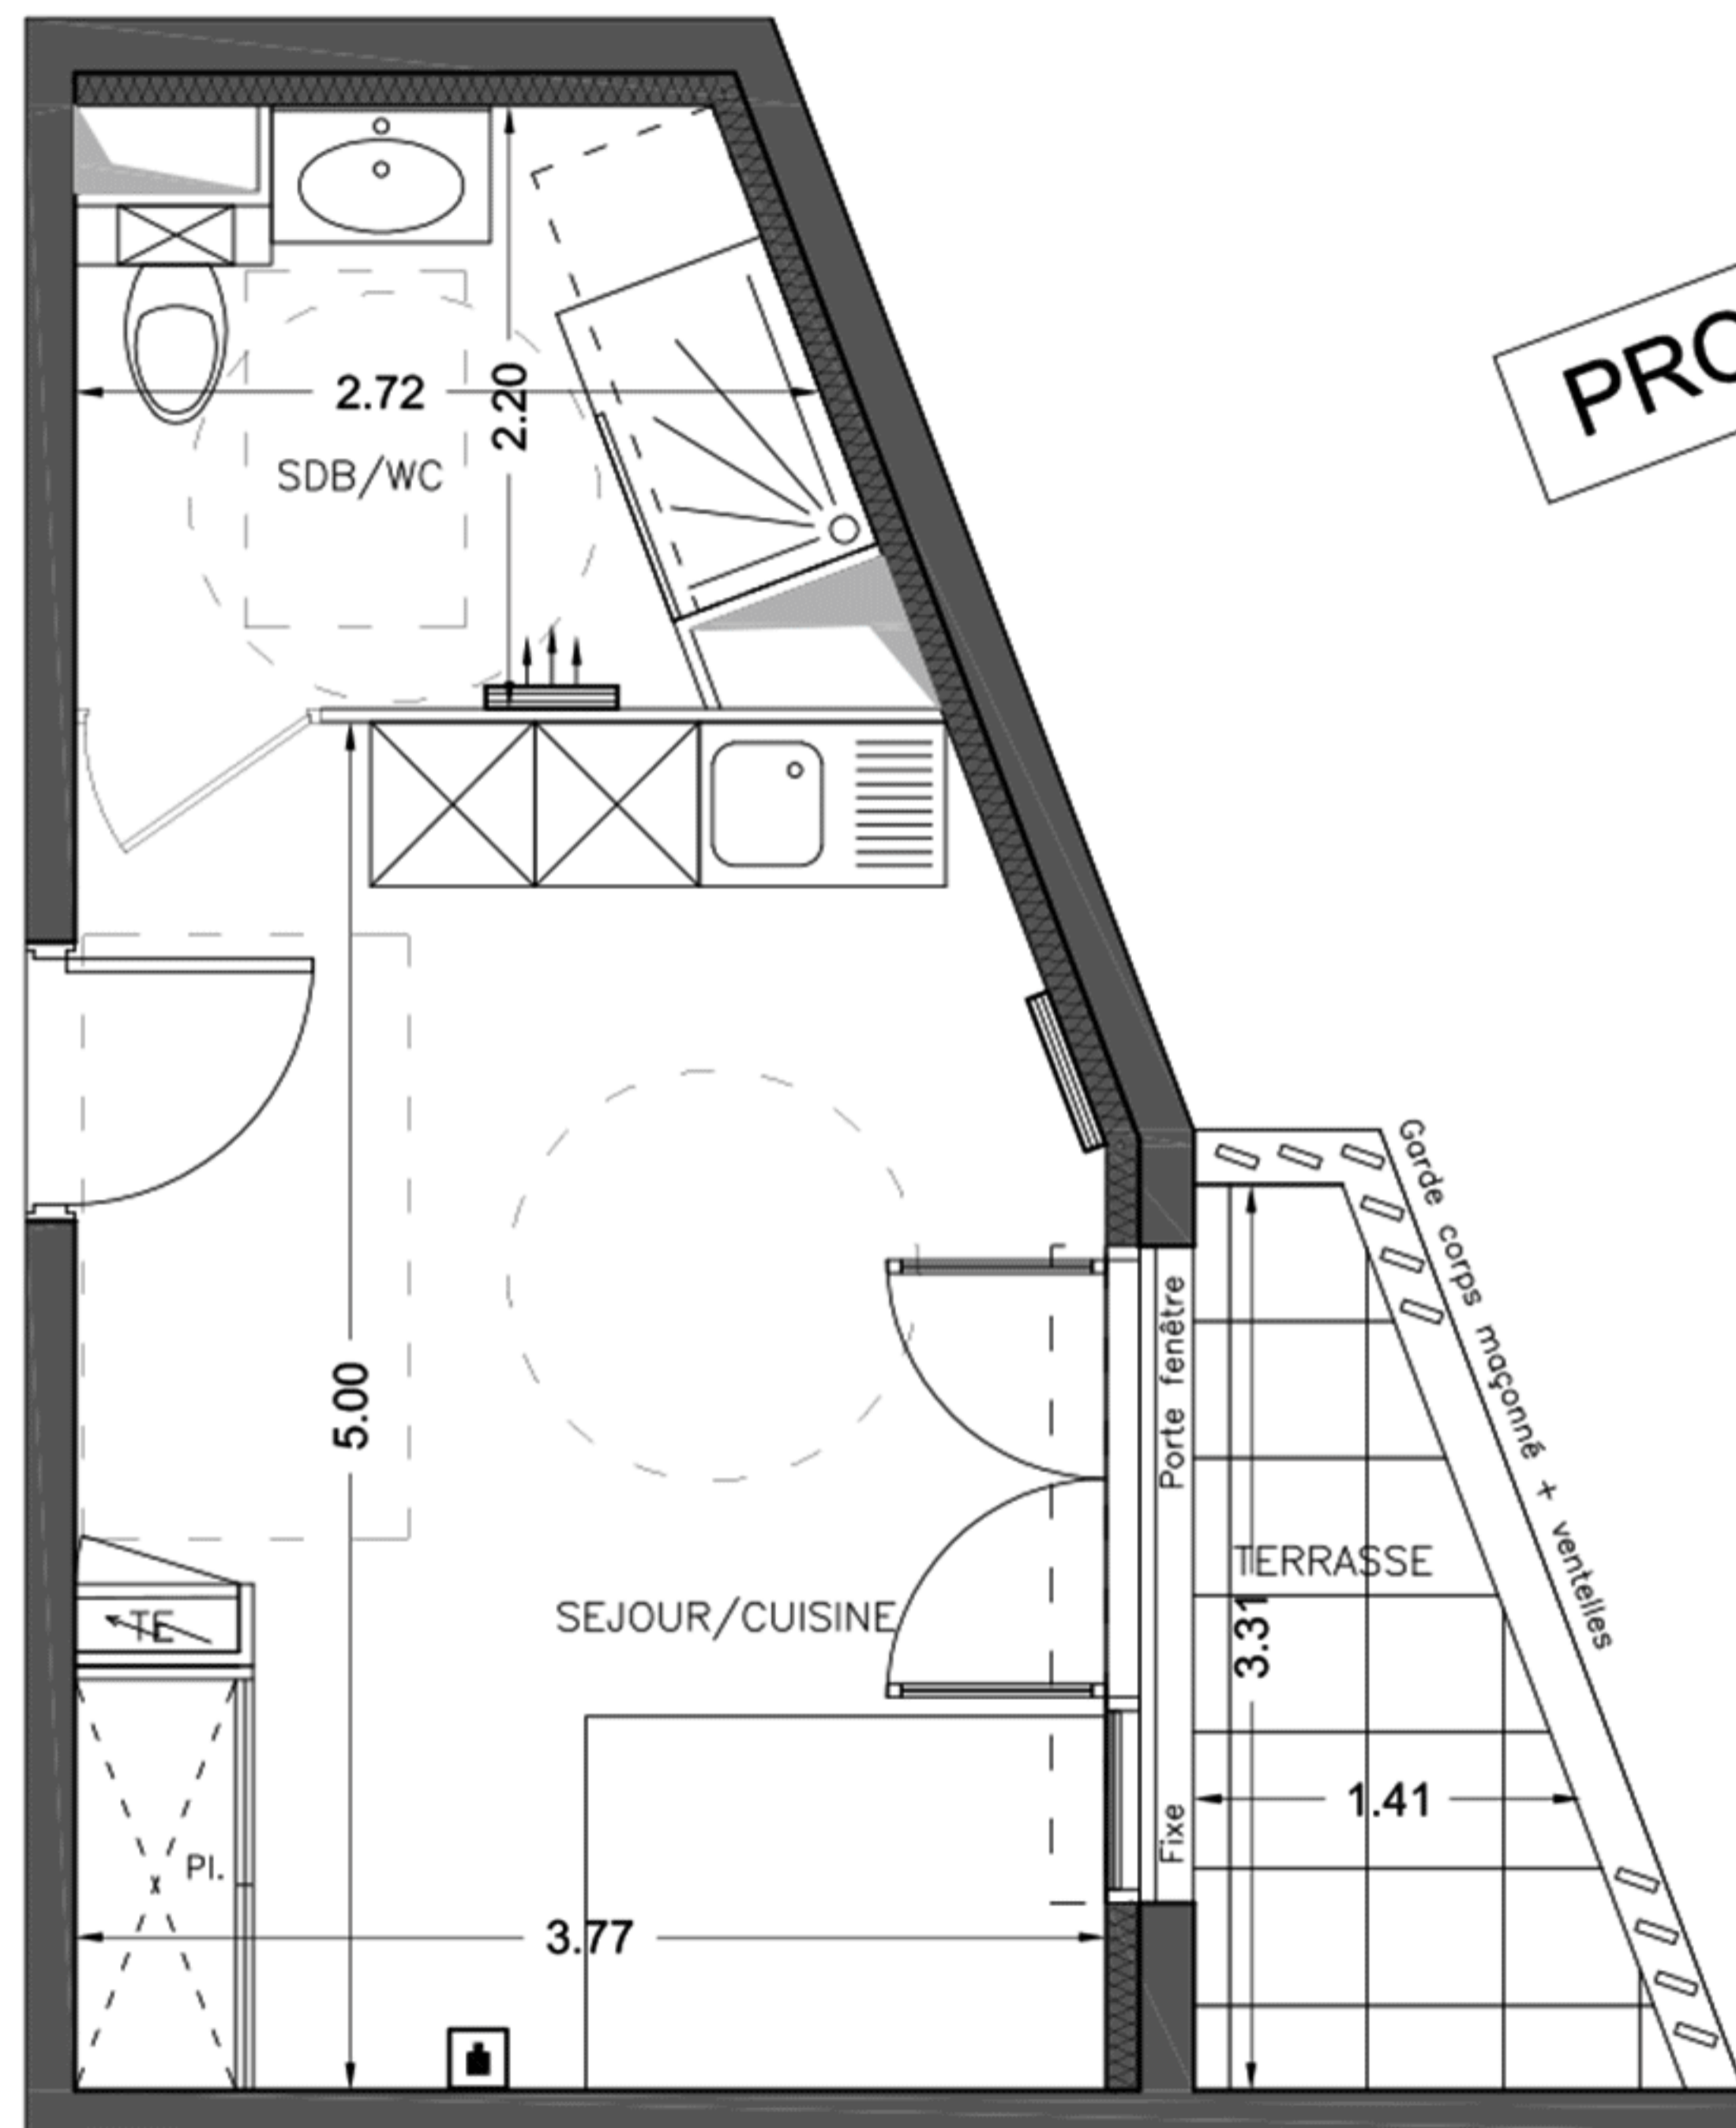 PRO
2.72
2.20
SDB/WC
Garde corps maçonné + ventelles
Porte fenêtre
5.00
TERRASSE
SEJOUR/CUISINE
TE
3.31
1.41
Fixe
Pl.
3.77